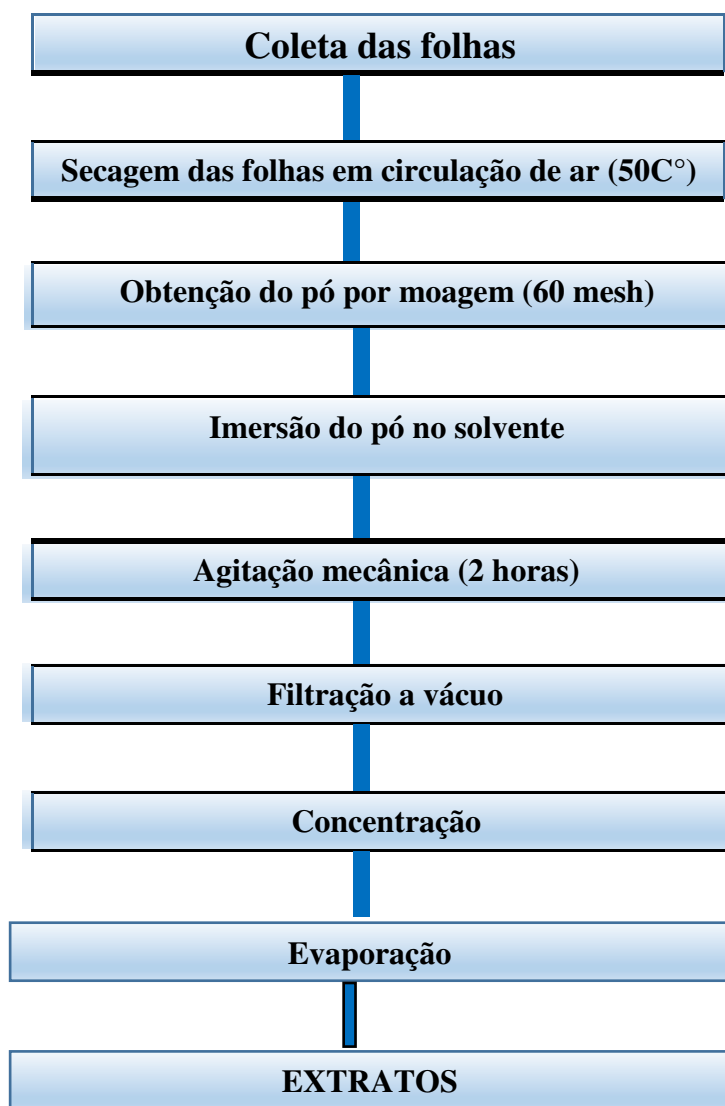 Coleta das folhas
Secagem das folhas em circulação de ar (50C°)
Obtenção do pó por moagem (60 mesh)
Imersão do pó no solvente
Agitação mecânica (2 horas)
Filtração a vácuo
Concentração
Evaporação
EXTRATOS